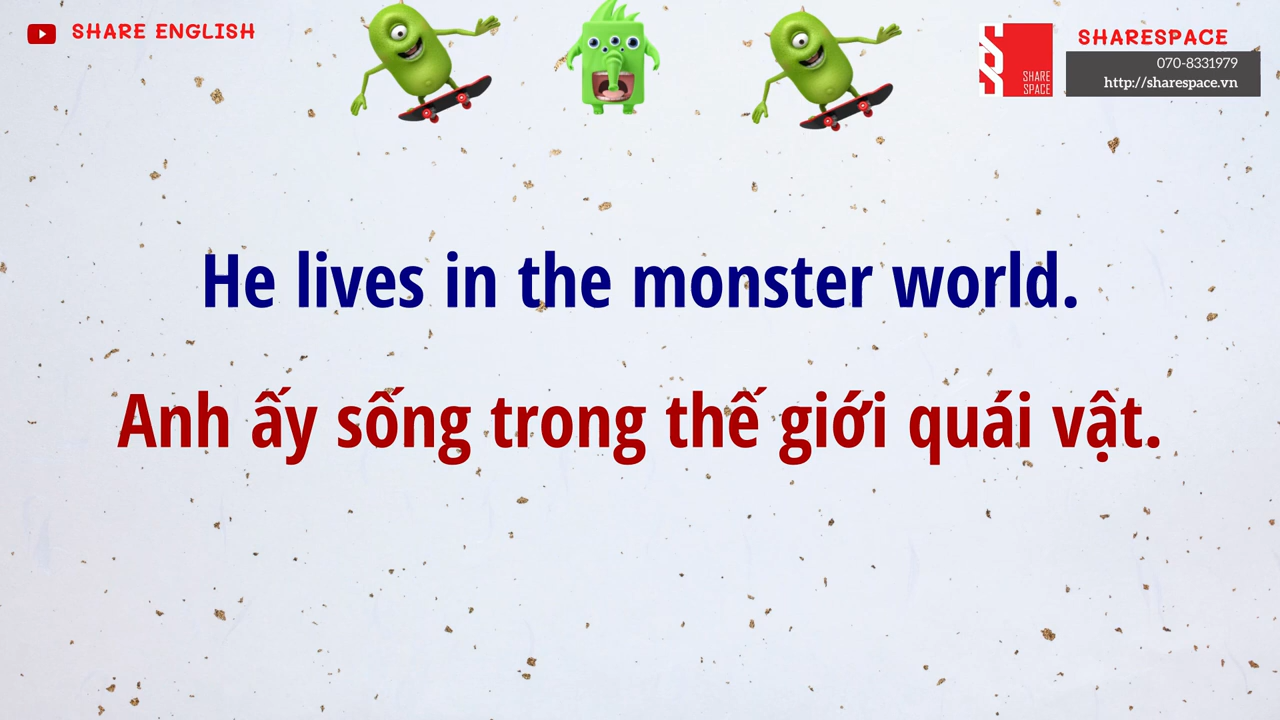 SHARE ENGLISH
SHARE
SPACE
SHARESPACE
070-8331979
http://sharespace.vn
He lives in the monster world.
Anh ấy sống trong thế giới quái vật.